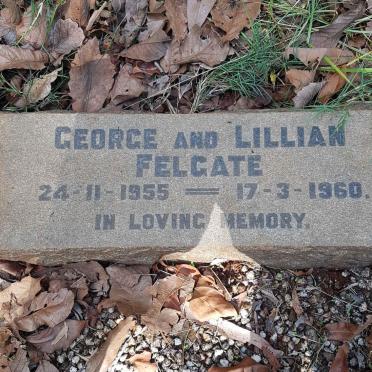 GEORGE AND LILLIAN
FELGATE
24-11-1955 = 17-3-1960.
IN LOVING MEMORY.